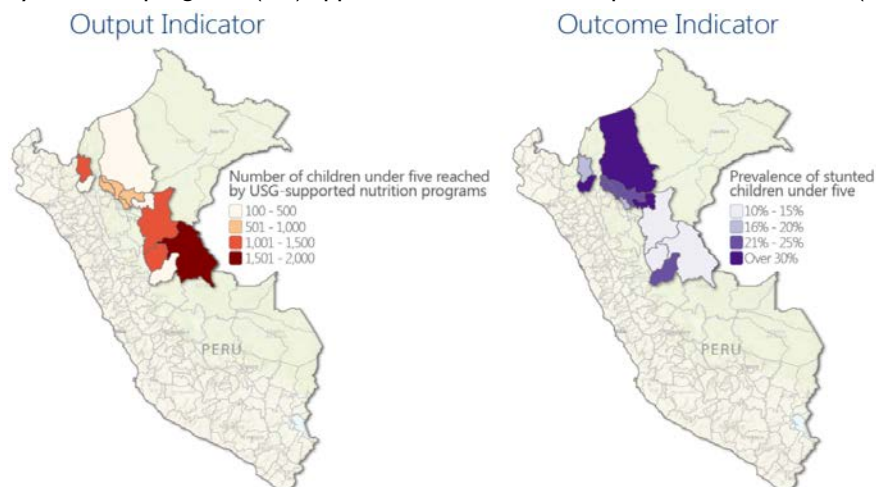 Output Indicator
Number of children under five reached
by USG-supported nutrition programs
100 - 500
501 - 1,000
1,001 - 1,500
1,501 - 2,000
PERU
Outcome Indicator
Prevalence of stunted
children under five
10% - 15%
16% - 20%
21% - 25%
Over 30%
PERU